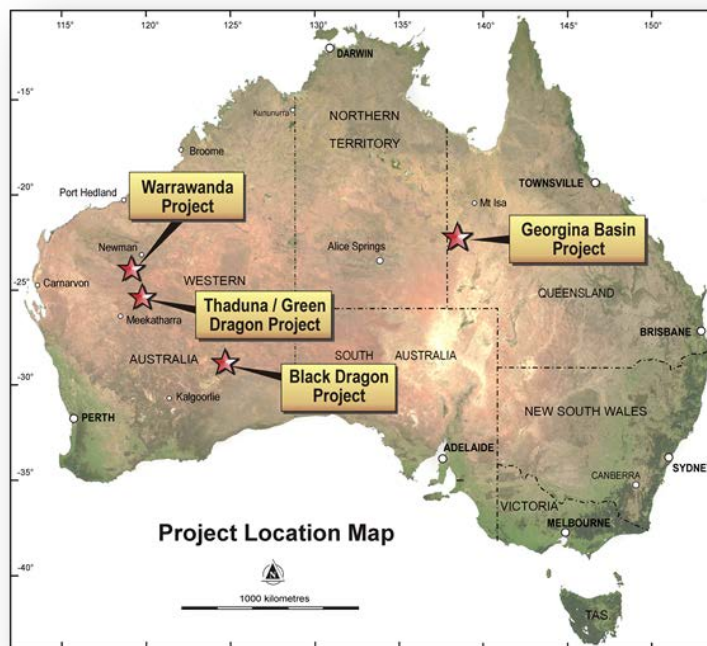 115°
120°
125°
130°
135°
140°
145°
150°
-15°
-20°
-25°
-30°
-35°
-40°
DARWIN
Kununurra
NORTHERN
TERRITORY
Broome
Port Hedland
Warrawanda
Project
TOWNSVILLE
Mt Isa
Georgina Basin
Project
Newman
Alice Springs
Carnarvon
WESTERN
Thaduna / Green
Dragon Project
QUEENSLAND
Meekatharra
BRISBANE
AUSTRALIA
SOUTH AUSTRALIA
Black Dragon
Project
Kalgoorlie
NEW SOUTH WALES
PERTH
ADELAIDE
SYDNE
CANBERRA
VICTORIA
MELBOURNE
Project Location Map
N
1000 kilometres
TAS